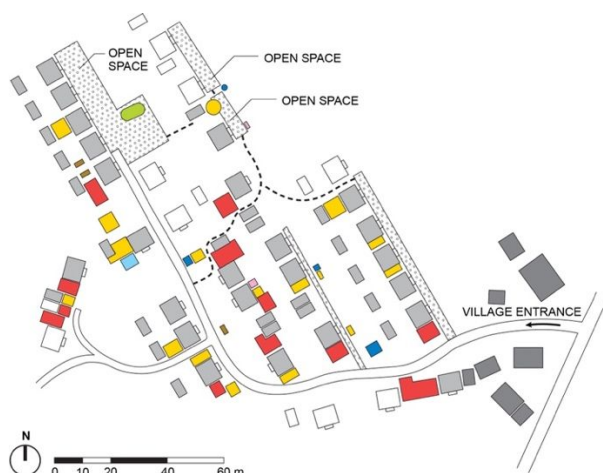 OPEN
SPACE
OPEN SPACE
OPEN SPACE
VILLAGE ENTRANCE
N
0 10 20 40 60 m